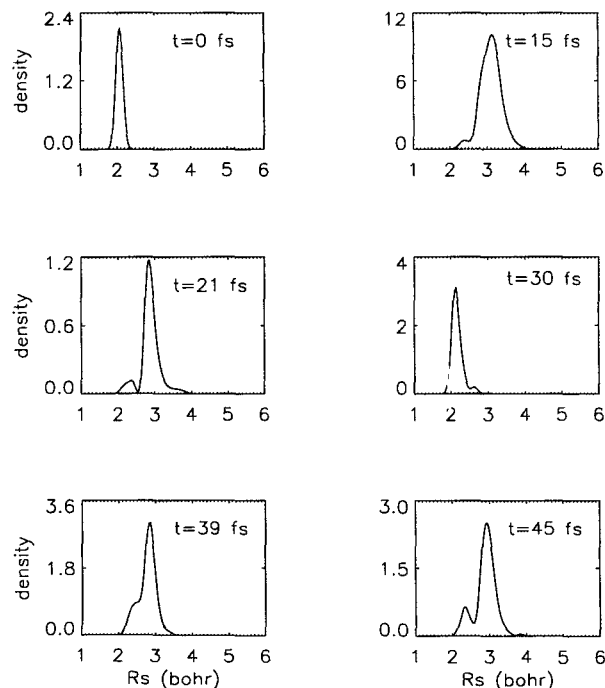 2.4
density
t=0 fs
1.2
0.0
1 2 3 4 5 6
12
t=15 fs
6
0
1 2 3 4 5 6
1.2
density
t=21 fs
0.6
0.0
1 2 3 4 5 6
4
t=30 fs
2
0
1 2 3 4 5 6
3.6
density
t=39 fs
1.8
0.0
1 2 3 4 5 6
Rs (bohr)
3.0
t=45 fs
1.5
0.0
1 2 3 4 5 6
Rs (bohr)